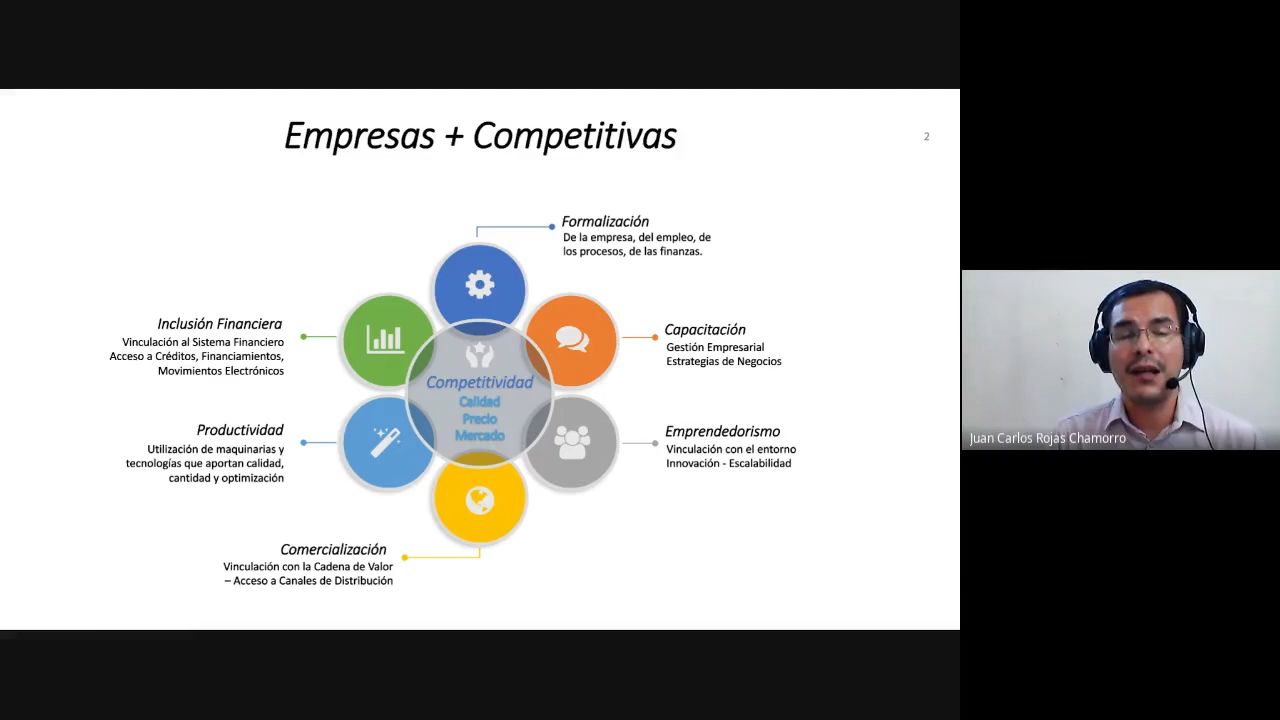 Empresas + Competitivas
2
Formalización
De la empresa, del empleo, de
los procesos, de las finanzas.
Inclusión Financiera
Vinculación al Sistema Financiero
Acceso a Créditos, Financiamientos,
Movimientos Electrónicos
Capacitación
Gestión Empresarial
Estrategias de Negocios
Competitividad
Calidad
Precio
Mercado
Productividad
Utilización de maquinarias y
tecnologías que aportan calidad,
cantidad y optimización
Emprendedorismo
Vinculación con el entorno
Innovación - Escalabilidad
Comercialización
Vinculación con la Cadena de Valor
– Acceso a Canales de Distribución
Juan Carlos Rojas Chamorro